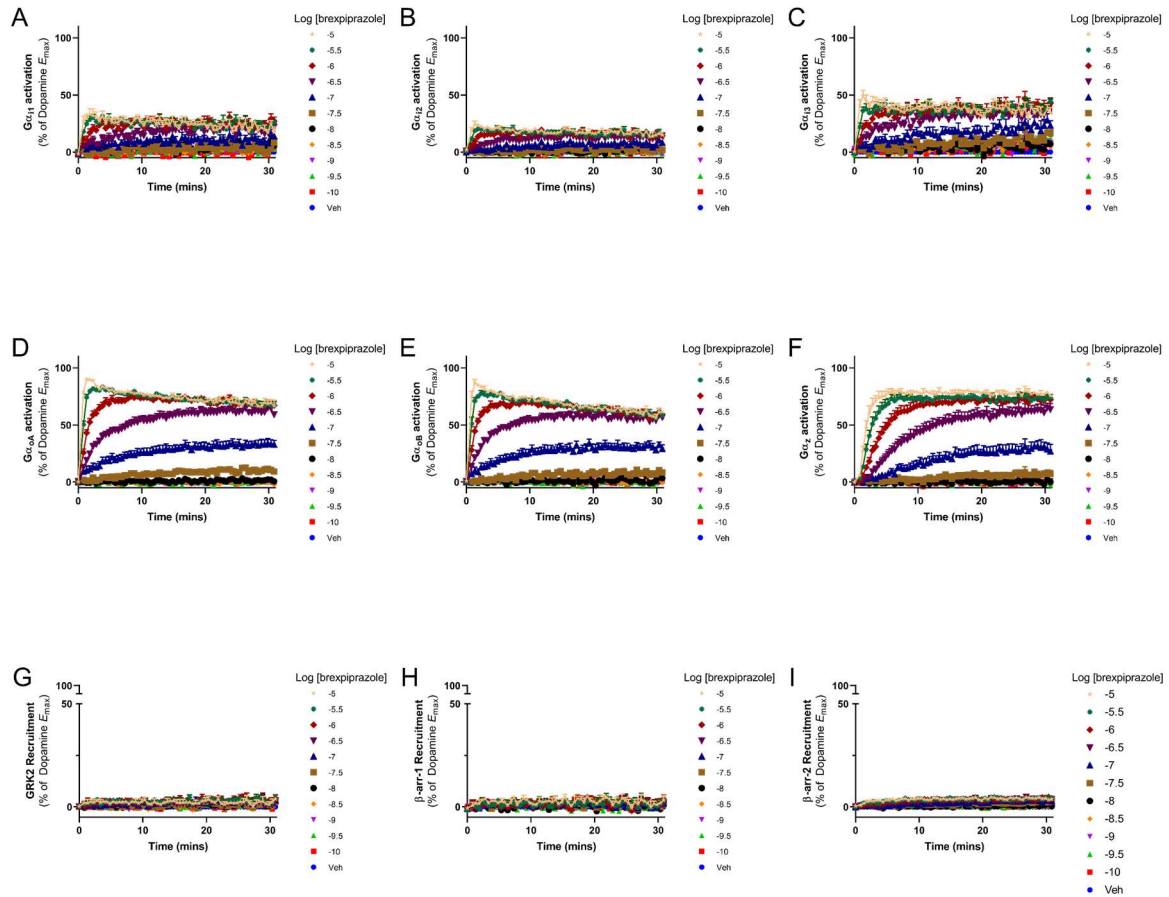 A
Gαi1 activation
(% of Dopamine Emax)
100
50
0
0 10 20 30
Time (mins)
Log [brexpiprazole]
-5
-5.5
-6
-6.5
-7
-7.5
-8
-8.5
-9
-9.5
-10
Veh
B
Gαi2 activation
(% of Dopamine Emax)
100
50
0
0 10 20 30
Time (mins)
Log [brexpiprazole]
-5
-5.5
-6
-6.5
-7
-7.5
-8
-8.5
-9
-9.5
-10
Veh
C
Gαi3 activation
(% of Dopamine Emax)
100
50
0
0 10 20 30
Time (mins)
Log [brexpiprazole]
-5
-5.5
-6
-6.5
-7
-7.5
-8
-8.5
-9
-9.5
-10
Veh
D
GαoA activation
(% of Dopamine Emax)
100
50
0
0 10 20 30
Time (mins)
Log [brexpiprazole]
-5
-5.5
-6
-6.5
-7
-7.5
-8
-8.5
-9
-9.5
-10
Veh
E
GαoB activation
(% of Dopamine Emax)
100
50
0
0 10 20 30
Time (mins)
Log [brexpiprazole]
-5
-5.5
-6
-6.5
-7
-7.5
-8
-8.5
-9
-9.5
-10
Veh
F
Gαz activation
(% of Dopamine Emax)
100
50
0
0 10 20 30
Time (mins)
Log [brexpiprazole]
-5
-5.5
-6
-6.5
-7
-7.5
-8
-8.5
-9
-9.5
-10
Veh
G
GRK2 Recruitment
(% of Dopamine Emax)
100
50
0
0 10 20 30
Time (mins)
Log [brexpiprazole]
-5
-5.5
-6
-6.5
-7
-7.5
-8
-8.5
-9
-9.5
-10
Veh
H
β-arr-1 Recruitment
(% of Dopamine Emax)
100
50
0
0 10 20 30
Time (mins)
Log [brexpiprazole]
-5
-5.5
-6
-6.5
-7
-7.5
-8
-8.5
-9
-9.5
-10
Veh
I
β-arr-2 Recruitment
(% of Dopamine Emax)
100
50
0
0 10 20 30
Time (mins)
Log [brexpiprazole]
-5
-5.5
-6
-6.5
-7
-7.5
-8
-8.5
-9
-9.5
-10
Veh